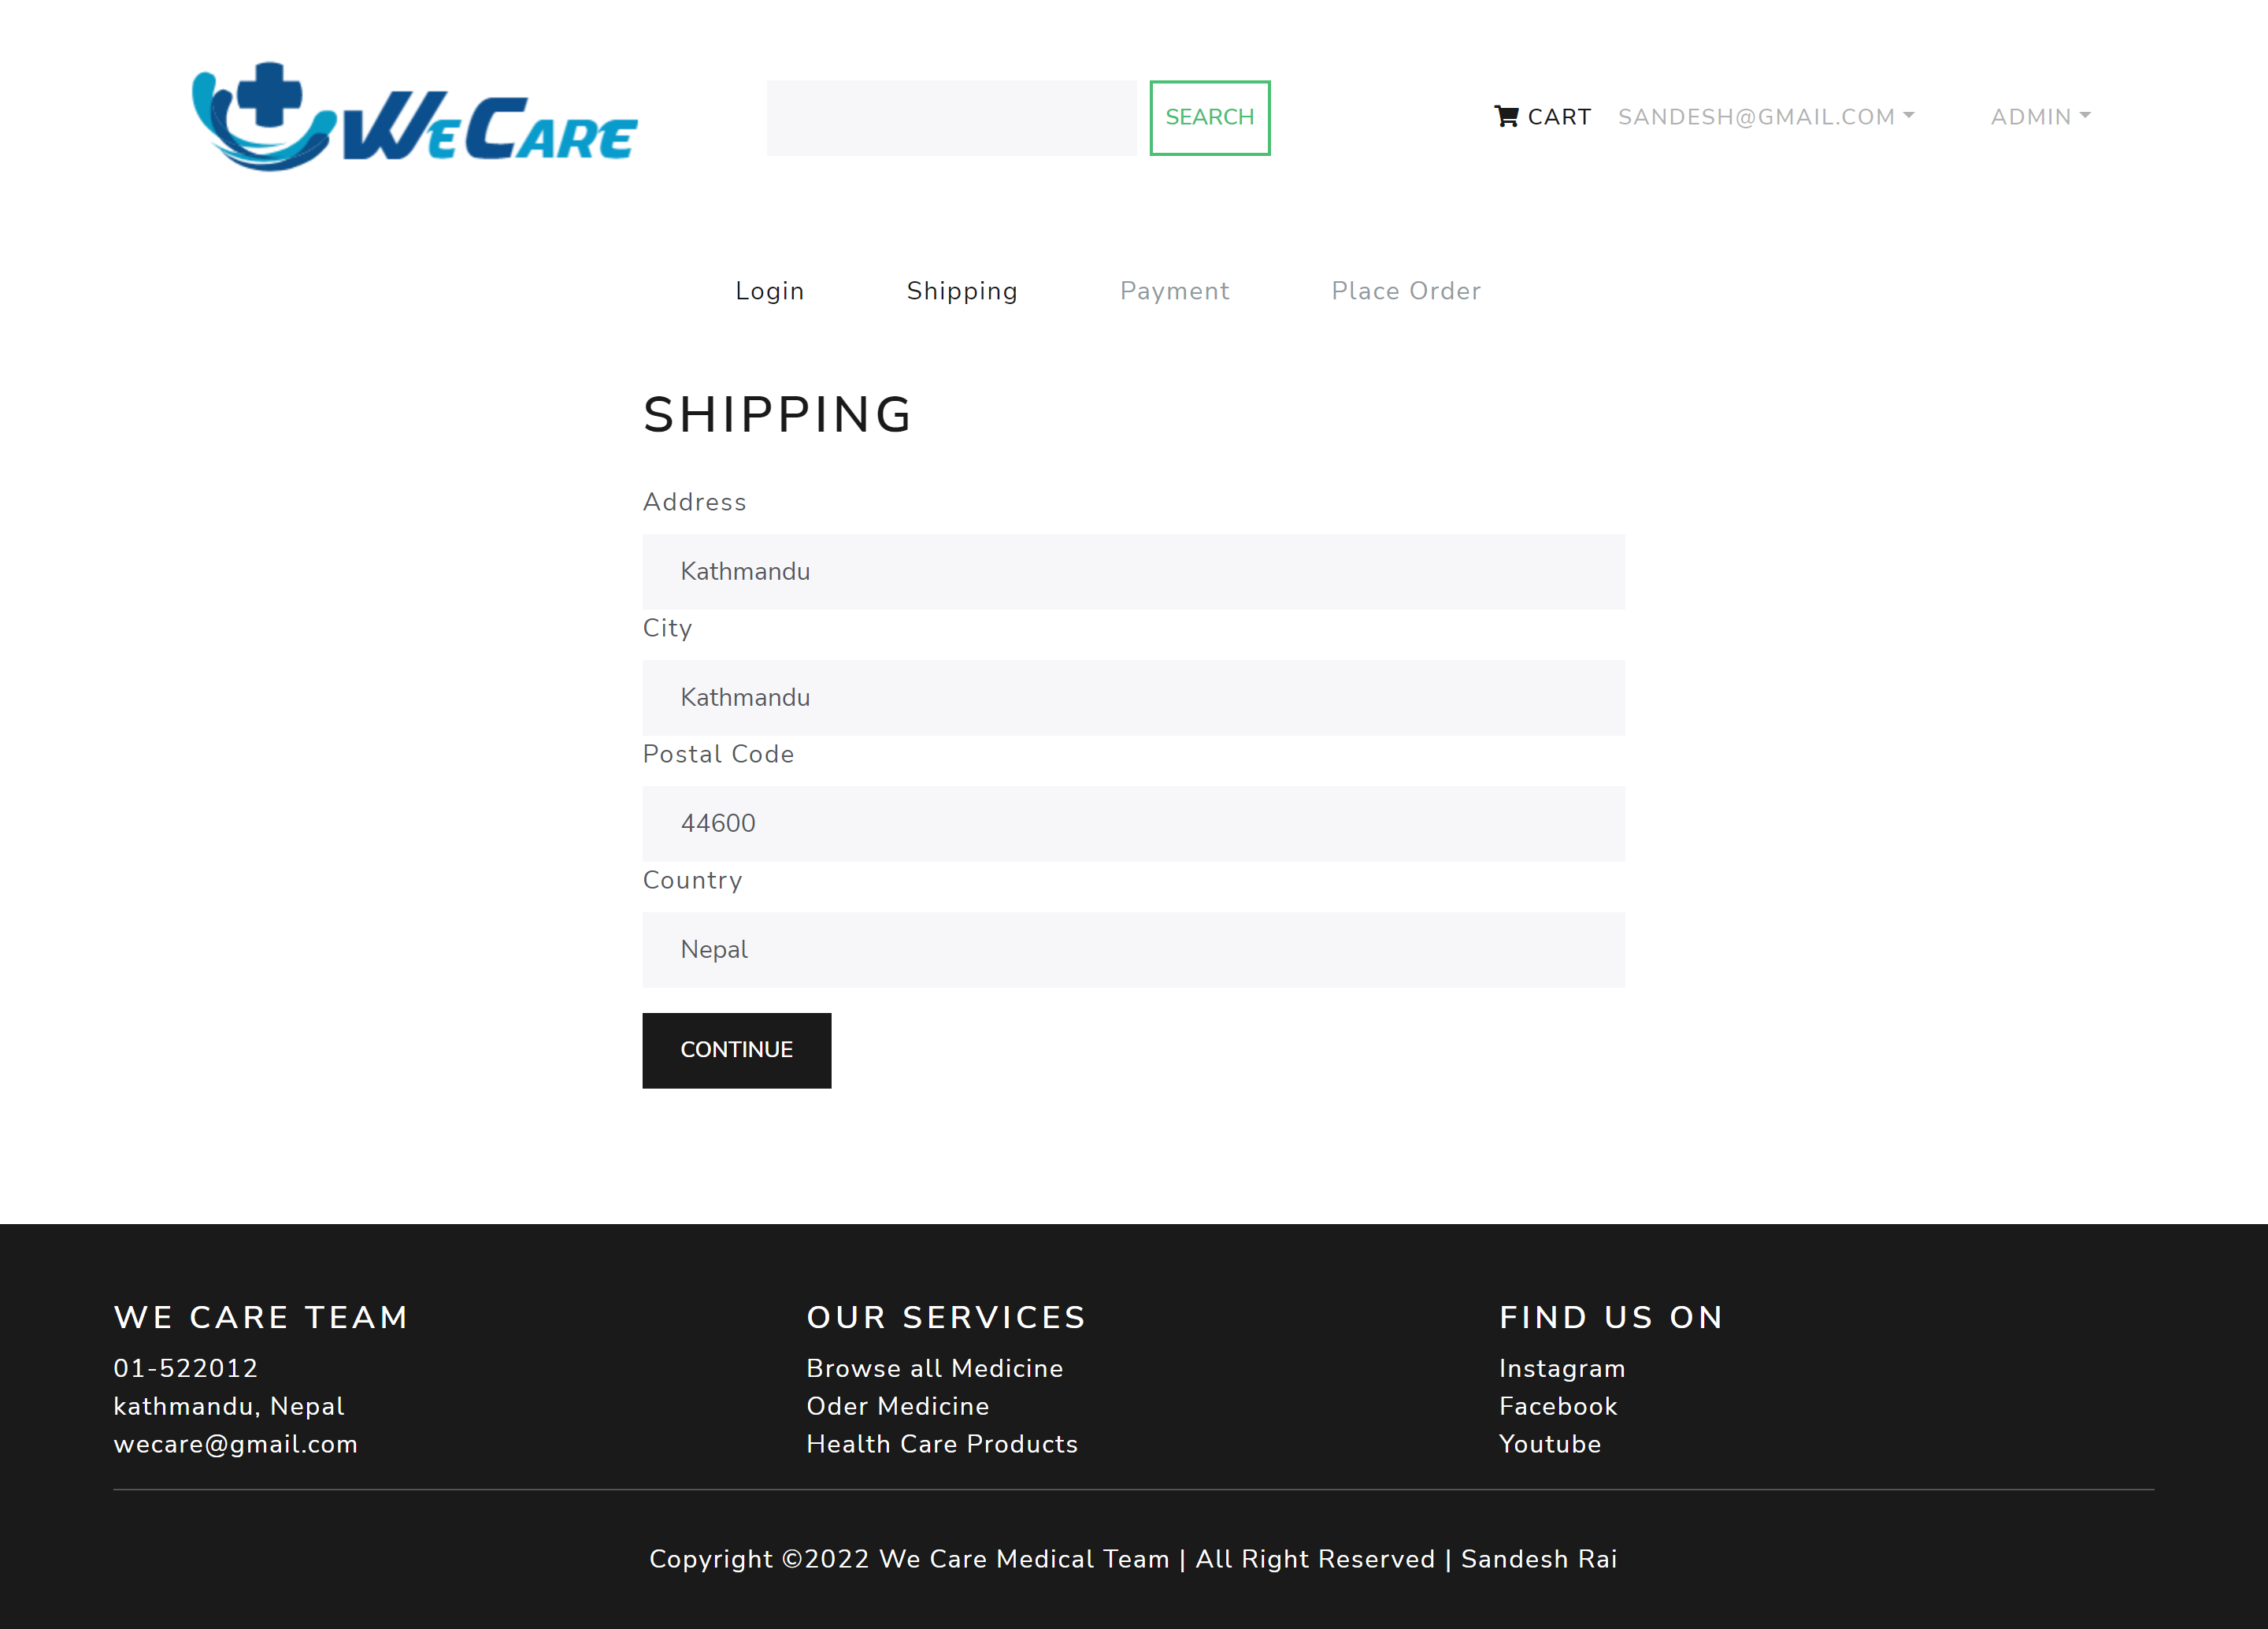 WeCare
SEARCH
CART
SANDESH@GMAIL.COM
ADMIN
Login
Shipping
Payment
Place Order
SHIPPING
Address
Kathmandu
City
Kathmandu
Postal Code
44600
Country
Nepal
CONTINUE
WE CARE TEAM
01-522012
kathmandu, Nepal
wecare@gmail.com
OUR SERVICES
Browse all Medicine
Oder Medicine
Health Care Products
FIND US ON
Instagram
Facebook
Youtube
Copyright ©2022 We Care Medical Team | All Right Reserved | Sandesh Rai